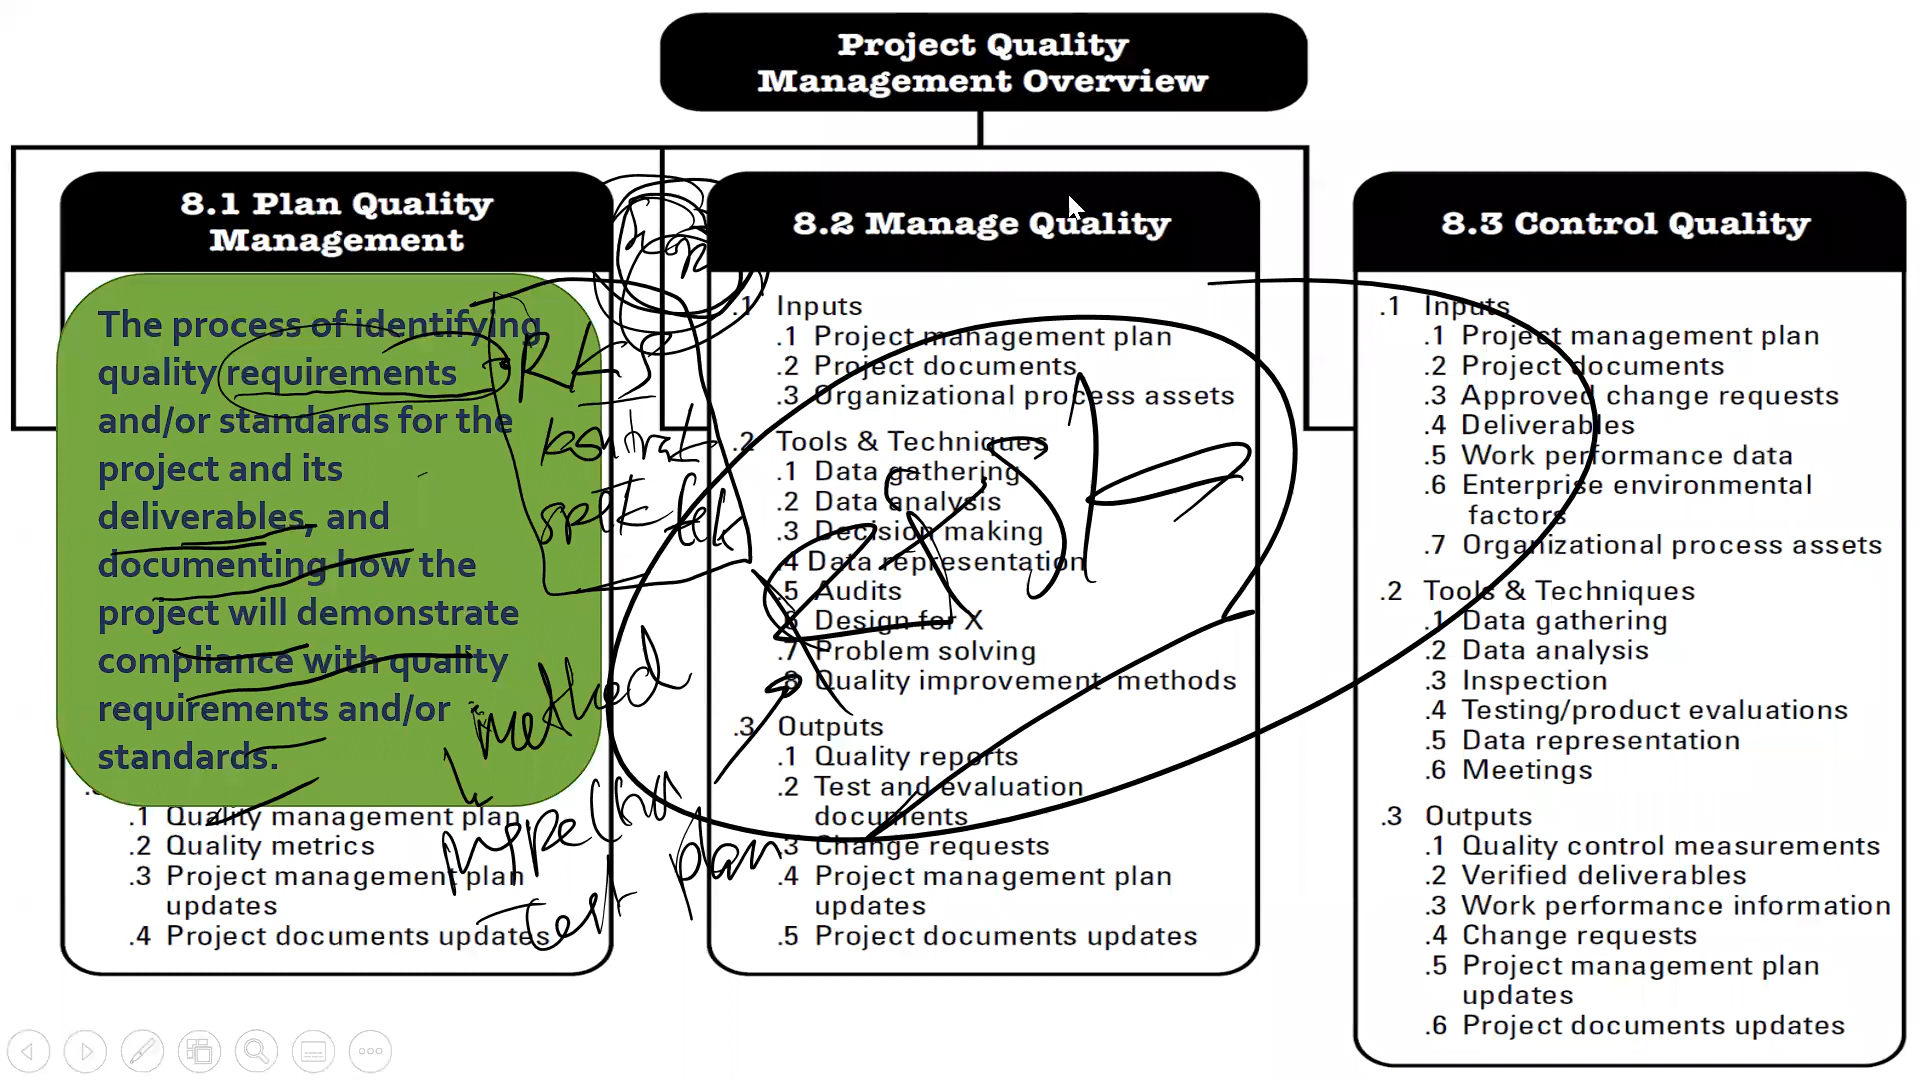 Project Quality
Management Overview
8.1 Plan Quality
Management
The process of identifying
quality requirements
and/or standards for the
project and its
deliverables, and
documenting how the
project will demonstrate
compliance with quality
requirements and/or
standards.
.1 Quality management plan
.2 Quality metrics
.3 Project management plan
updates
.4 Project documents updates
RKS
kontrak
spek tek
method
Test plan
8.2 Manage Quality
.1 Inputs
.1 Project management plan
.2 Project documents
.3 Organizational process assets
.2 Tools & Techniques
.1 Data gathering
.2 Data analysis
.3 Decision making
.4 Data representation
.5 Audits
.6 Design for X
.7 Problem solving
.8 Quality improvement methods
.3 Outputs
.1 Quality reports
.2 Test and evaluation
documents
.3 Change requests
.4 Project management plan
updates
.5 Project documents updates
8.3 Control Quality
.1 Inputs
.1 Project management plan
.2 Project documents
.3 Approved change requests
.4 Deliverables
.5 Work performance data
.6 Enterprise environmental
factors
.7 Organizational process assets
.2 Tools & Techniques
.1 Data gathering
.2 Data analysis
.3 Inspection
.4 Testing/product evaluations
.5 Data representation
.6 Meetings
.3 Outputs
.1 Quality control measurements
.2 Verified deliverables
.3 Work performance information
.4 Change requests
.5 Project management plan
updates
.6 Project documents updates